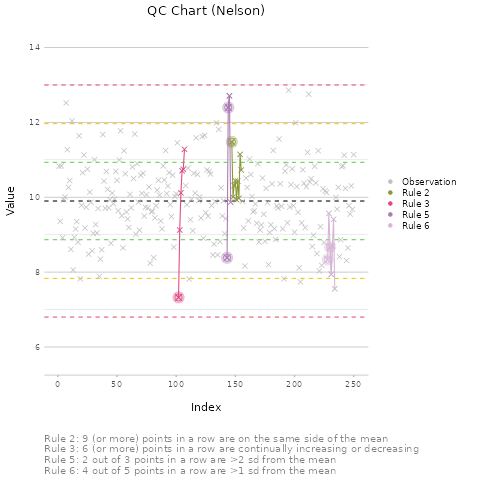 QC Chart (Nelson)
14
12
10
8
6
Value
0
50
100
150
200
250
Index
Observation
Rule 2
Rule 3
Rule 5
Rule 6
Rule 2: 9 (or more) points in a row are on the same side of the mean
Rule 3: 6 (or more) points in a row are continually increasing or decreasing
Rule 5: 2 out of 3 points in a row are >2 sd from the mean
Rule 6: 4 out of 5 points in a row are >1 sd from the mean